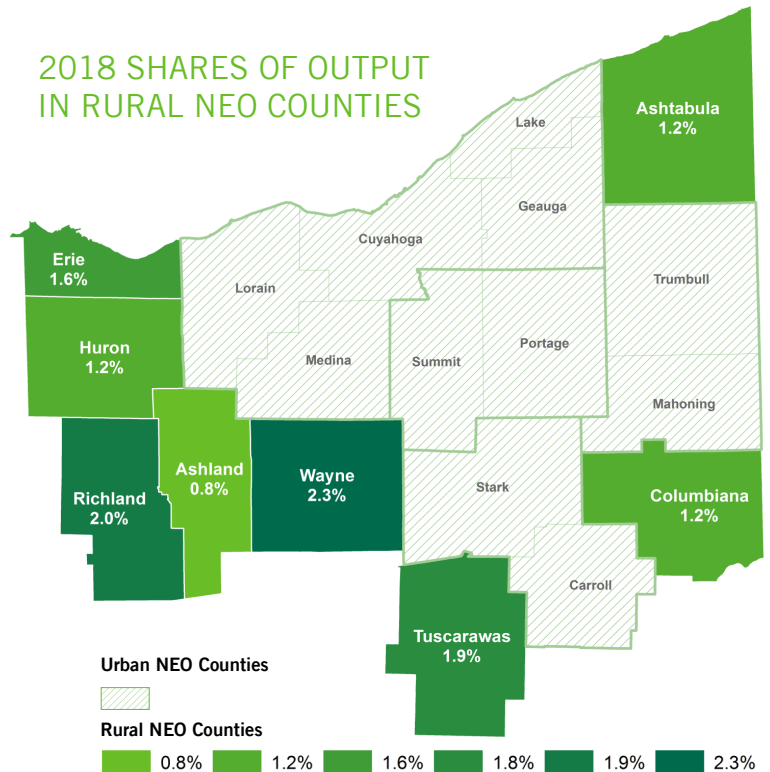 2018 SHARES OF OUTPUT
IN RURAL NEO COUNTIES
Ashtabula
1.2%
Lake
Geauga
Cuyahoga
Erie
1.6%
Lorain
Trumbull
Huron
1.2%
Medina
Summit
Portage
Mahoning
Ashland
0.8%
Wayne
2.3%
Richland
2.0%
Stark
Columbiana
1.2%
Carroll
Tuscarawas
1.9%
Urban NEO Counties
Rural NEO Counties
0.8% 1.2% 1.6% 1.8% 1.9% 2.3%